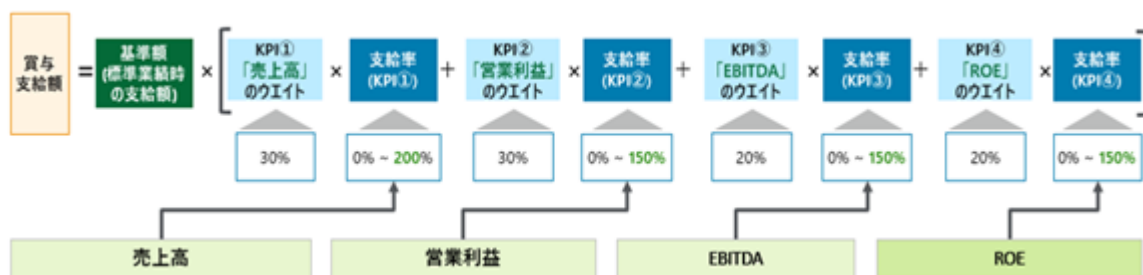 賞与
支給額
=
基準額
(標準業績時
の支給額)
×
KPI①
「売上高」
のウエイト
×
支給率
(KPI①)
+
KPI②
「営業利益」
のウエイト
×
支給率
(KPI②)
+
KPI③
「EBITDA」
のウエイト
×
支給率
(KPI③)
+
KPI④
「ROE」
のウエイト
×
支給率
(KPI④)
30%
0% ~ 200%
30%
0% ~ 150%
20%
0% ~ 150%
20%
0% ~ 150%
売上高
営業利益
EBITDA
ROE